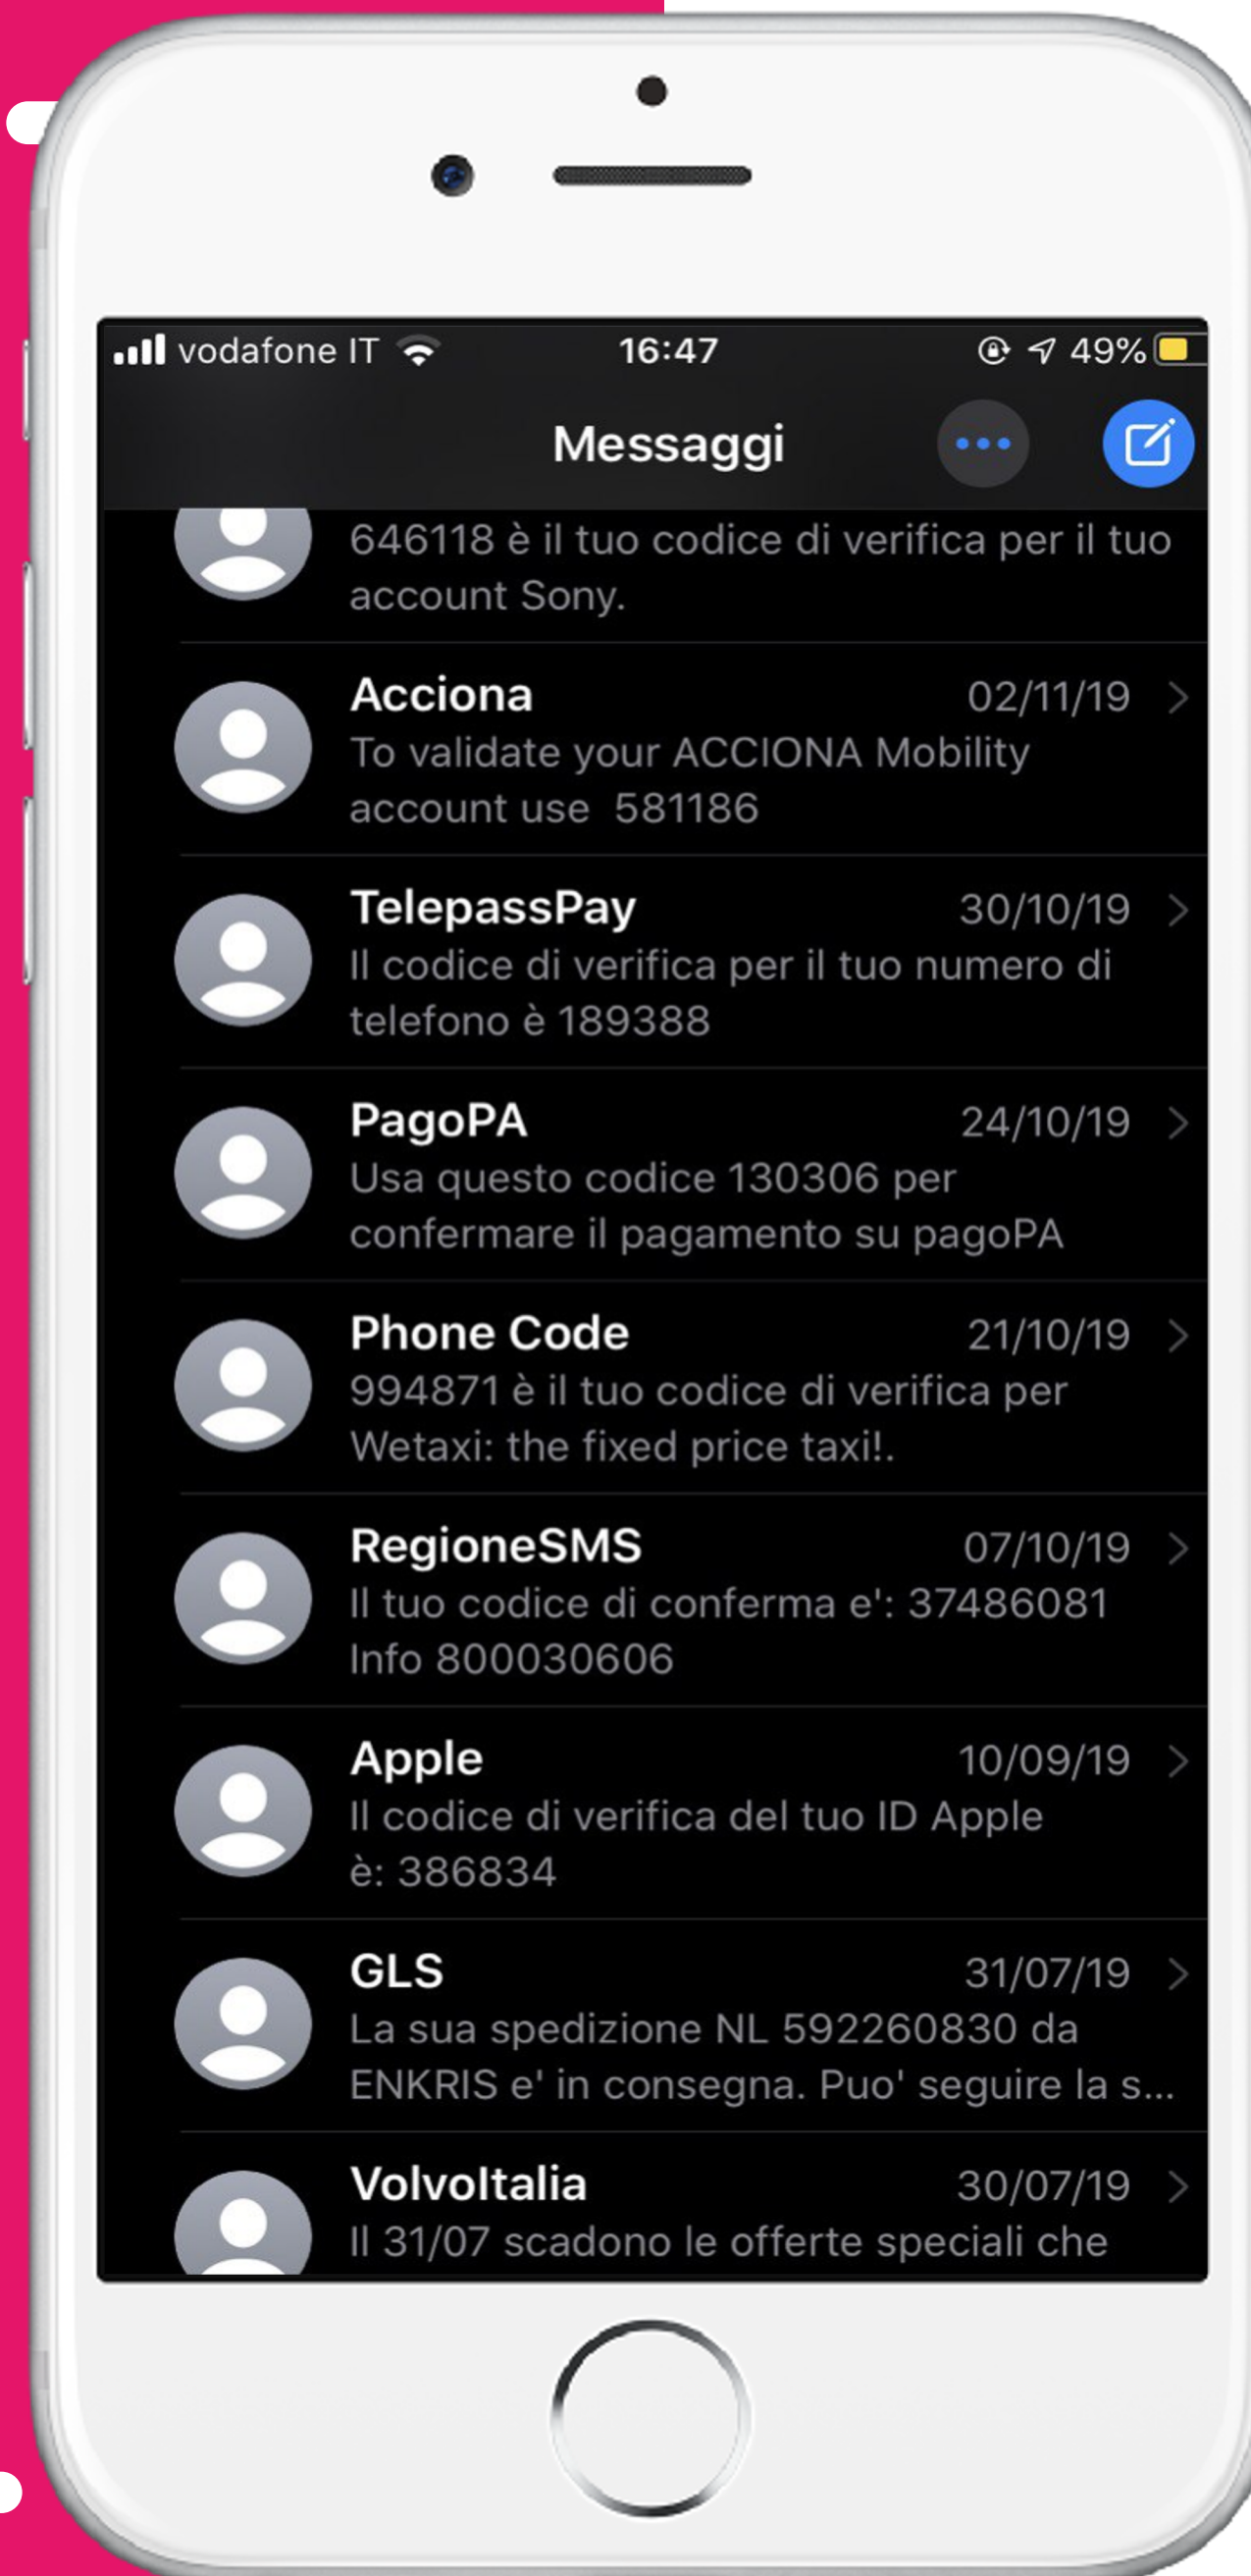 vodafone IT 16:47 49%
Messaggi
646118 è il tuo codice di verifica per il tuo
account Sony.
Acciona 02/11/19
To validate your ACCIONA Mobility
account use 581186
TelepassPay 30/10/19
Il codice di verifica per il tuo numero di
telefono è 189388
PagoPA 24/10/19
Usa questo codice 130306 per
confermare il pagamento su pagoPA
Phone Code 21/10/19
994871 è il tuo codice di verifica per
Wetaxi: the fixed price taxi!.
RegioneSMS 07/10/19
Il tuo codice di conferma e': 37486081
Info 800030606
Apple 10/09/19
Il codice di verifica del tuo ID Apple
è: 386834
GLS 31/07/19
La sua spedizione NL 592260830 da
ENKRIS e' in consegna. Puo' seguire la s...
VolvoItalia 30/07/19
Il 31/07 scadono le offerte speciali che